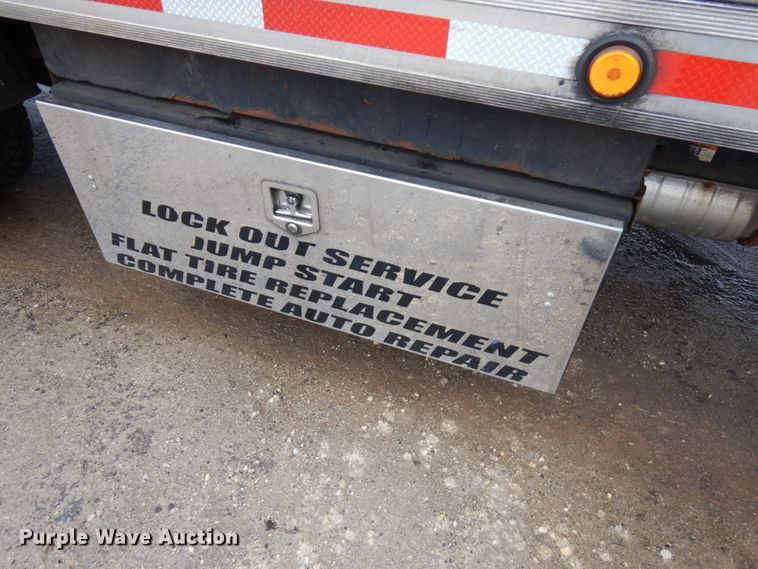 LOCK OUT SERVICE
JUMP START
FLAT TIRE REPLACEMENT
COMPLETE AUTO REPAIR
Purple Wave Auction